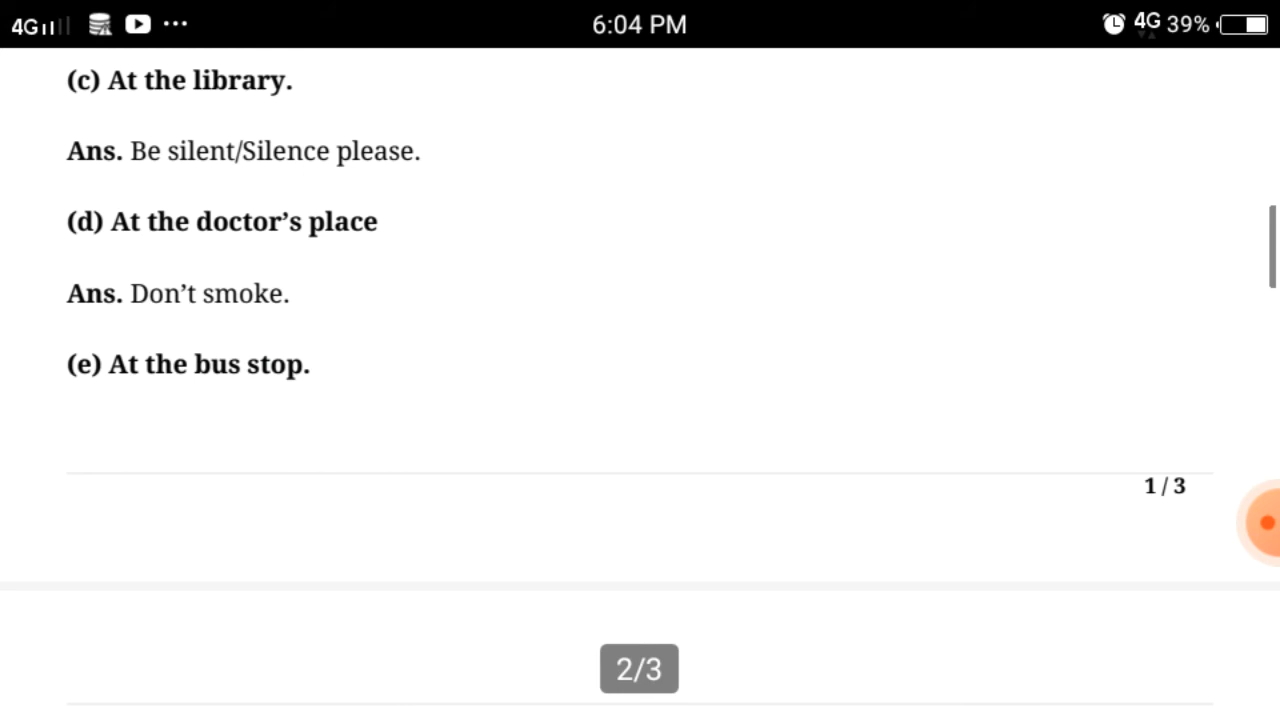 4G 6:04 PM 4G 39%
(c) At the library.
Ans. Be silent/Silence please.
(d) At the doctor’s place
Ans. Don’t smoke.
(e) At the bus stop.
1 / 3
2/3